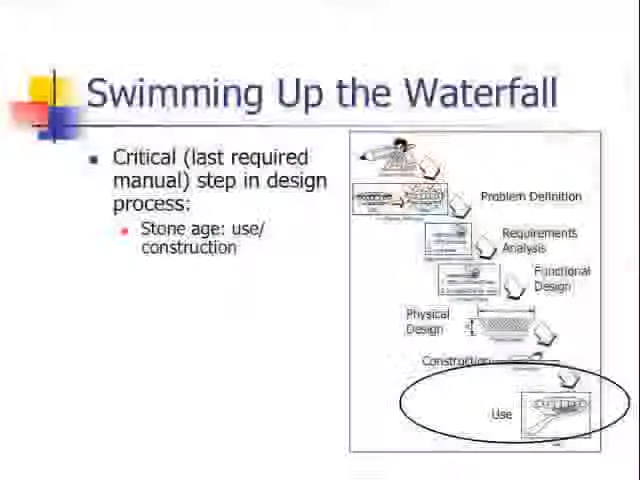 Swimming Up the Waterfall
Critical (last required
manual) step in design
process:
Stone age: use/
construction
Problem Definition
Requirements
Analysis
Functional
Design
Physical
Design
Construction
Use